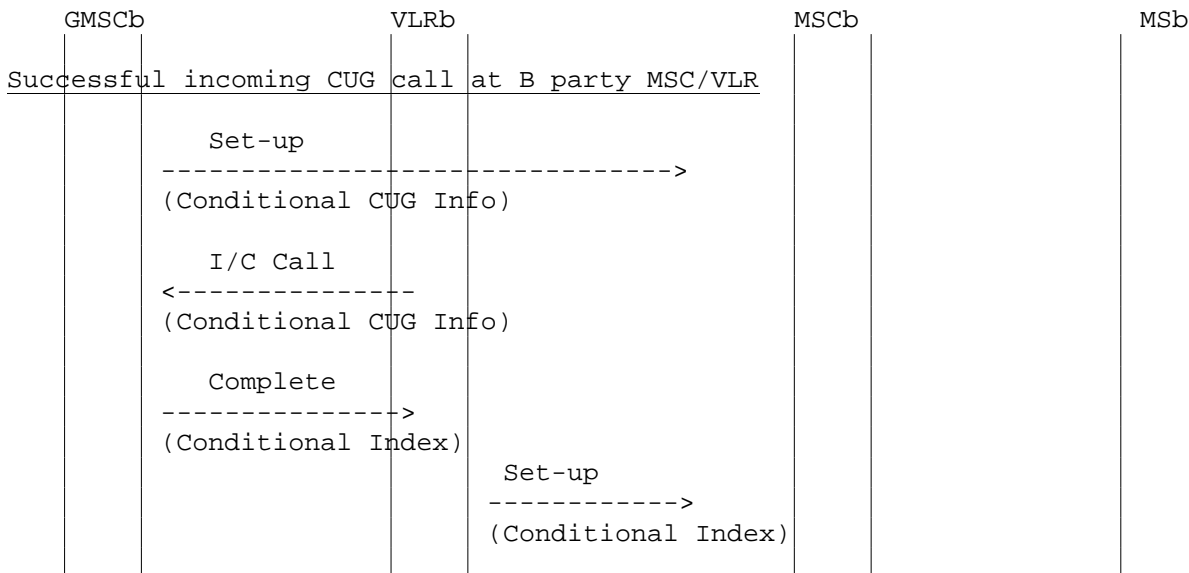 GMSCb VLRb MSCb MSb
Successful incoming CUG call at B party MSC/VLR
Set-up
--------------------------------->
(Conditional CUG Info)
I/C Call
<---------------
(Conditional CUG Info)
Complete
--------------->
(Conditional Index)
Set-up
------------>
(Conditional Index)